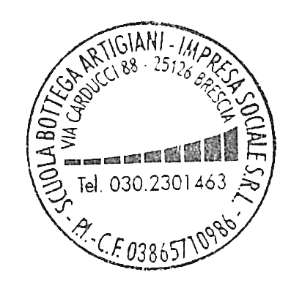 SCUOLA BOTTEGA ARTIGIANI - IMPRESA SOCIALE S.R.L. -
VIA CARDUCCI 88 - 25126 BRESCIA
Tel. 030.2301463
P.I. - C.F. 03865710986 -